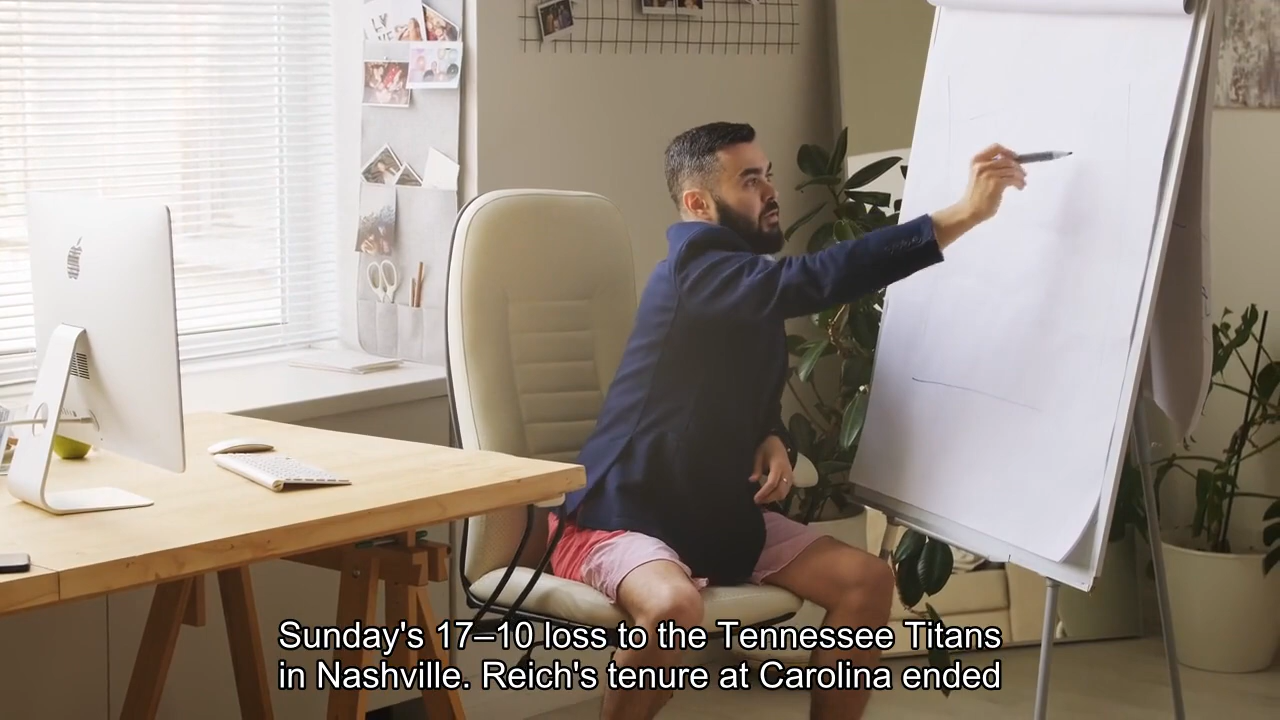 Sunday's 17–10 loss to the Tennessee Titans
in Nashville. Reich's tenure at Carolina ended